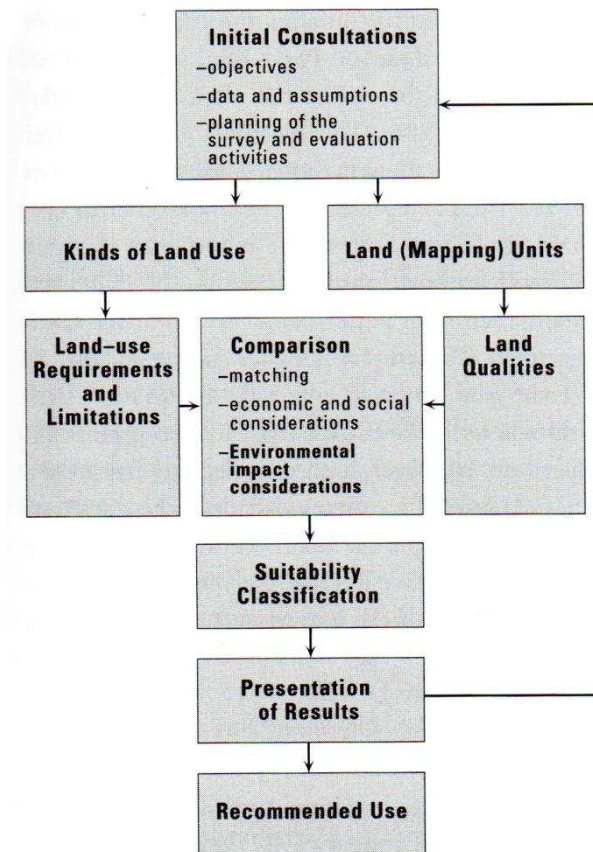 Initial Consultations
–objectives
–data and assumptions
–planning of the
survey and evaluation
activities
Kinds of Land Use
Land (Mapping) Units
Land–use
Requirements
and
Limitations
Comparison
–matching
–economic and social
considerations
–Environmental
impact
considerations
Land
Qualities
Suitability
Classification
Presentation
of Results
Recommended Use